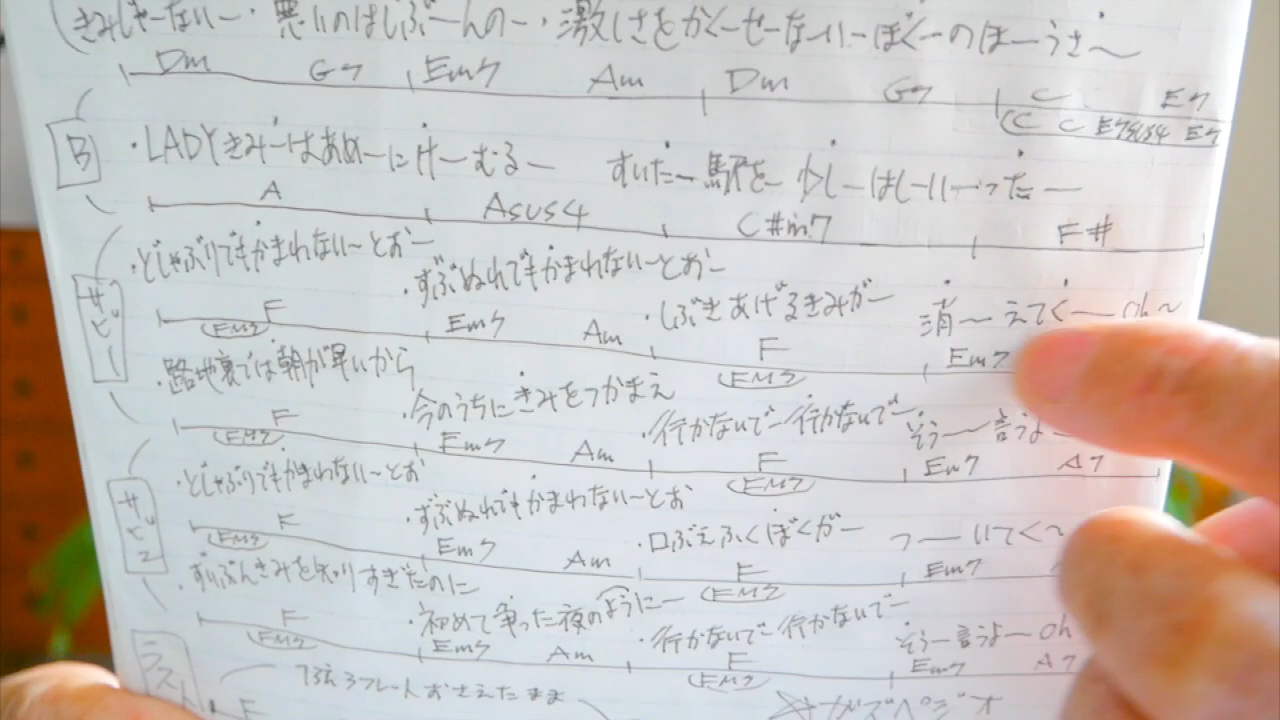 きみじゃーないー・悪いのはじぶーんのー・激しさをかくーせーなーいーぼくーのほーうさ〜
Dm G7 Em7 Am Dm G7 C E7
(C C E7sus4 E7
B ・LADYきみーはあめーにけーむるー すいたー駅をー少しーはしーりーったー
A Asus4 C#m7 F#
サビ1 ・どしゃぶりでもかまわない〜とおー ・ずぶぬれでもかまわない〜とおー ・しぶきあげるきみがー 消ー えてくー Oh〜
F (EM7) Em7 Am F (EM7) Em7
・路地裏では朝が早いから ・今のうちにきみをつかまえ ・行かないでー行かないでー そうー言うよー
F (EM7) Em7 Am F (EM7) Em7 A7
サビ2 ・どしゃぶりでもかまわない〜とお ・ずぶぬれでもかまわない〜とお ・口ぶえふくぼくがー つーいてく〜
F (EM7) Em7 Am F (EM7) Em7
・ずいぶんきみを知りすぎたのに ・初めて争った夜のようにー ・行かないでー行かないでー そうー言うよーOh
F (EM7) Em7 Am F (EM7) Em7 A7
ラスト 1弦3フレットおさえたまま
F